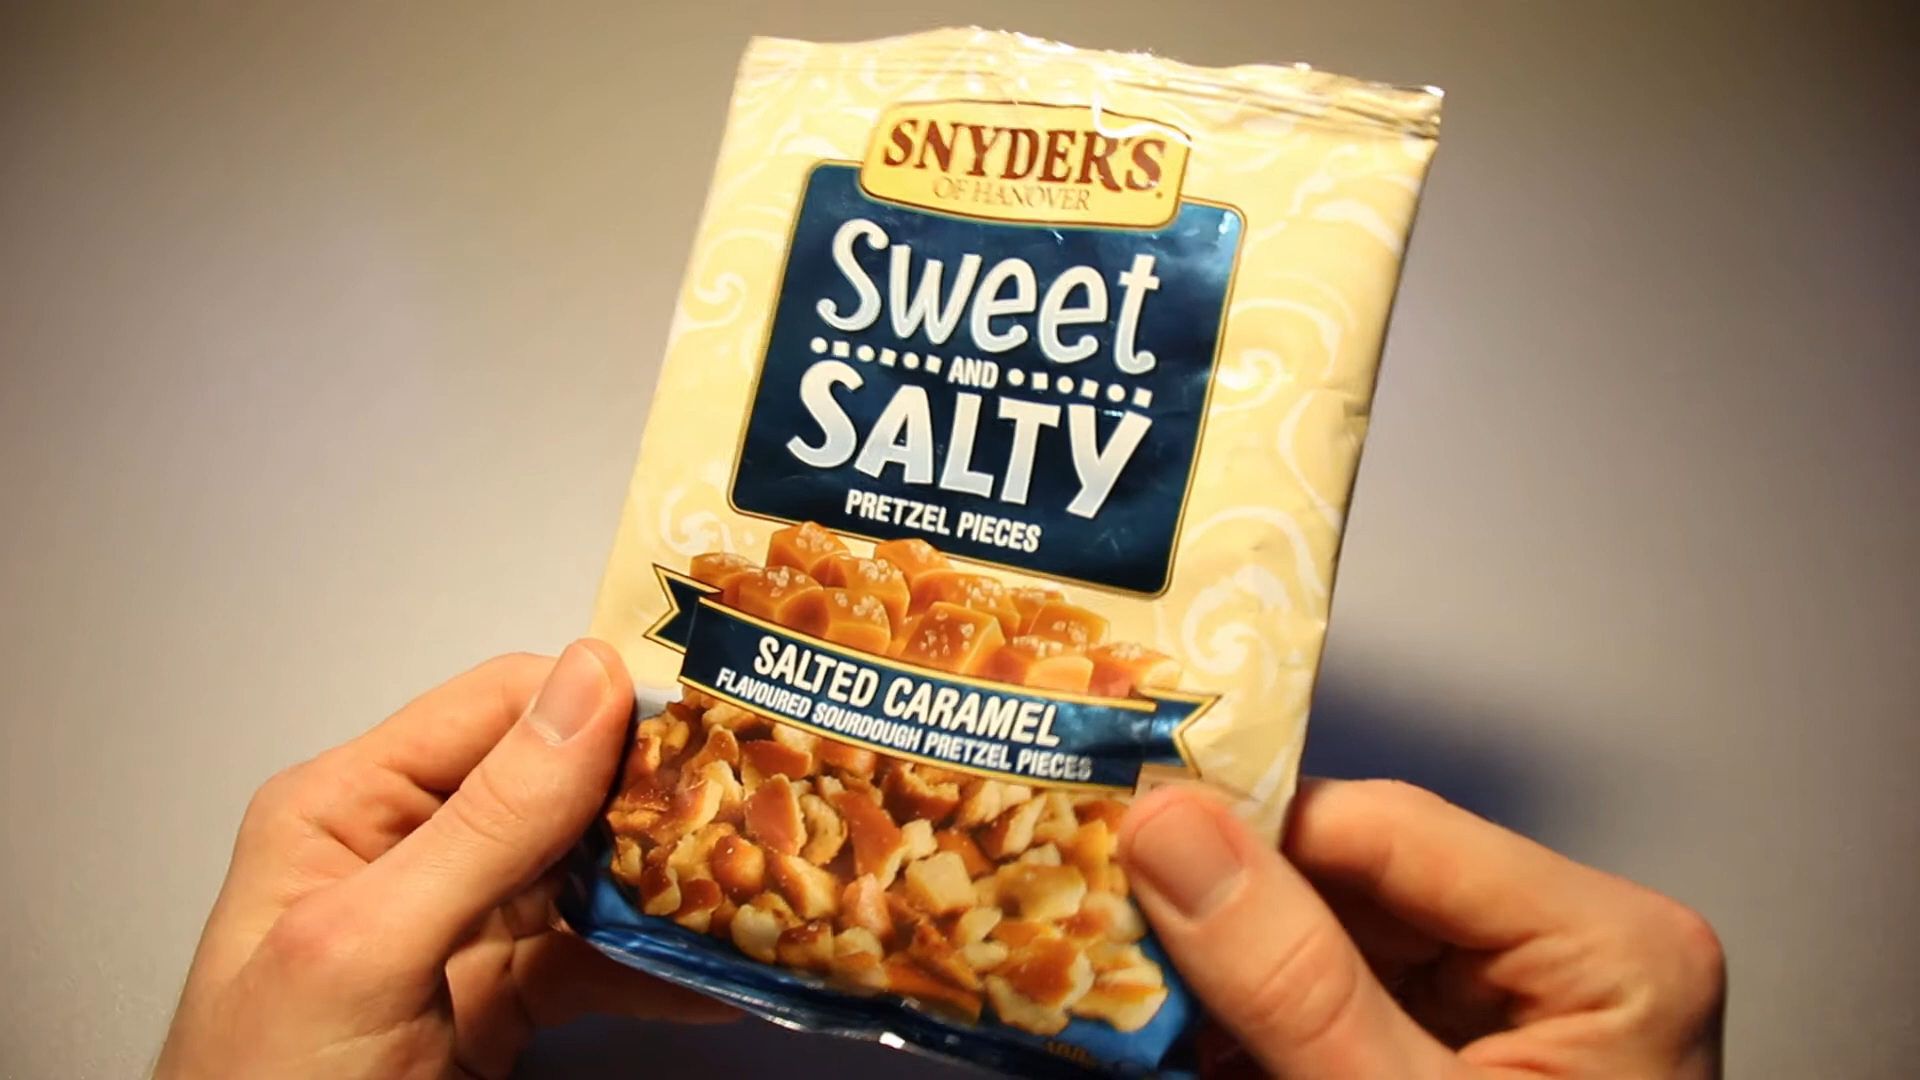 SNYDER'S
OF HANOVER
Sweet
AND
SALTY
PRETZEL PIECES
SALTED CARAMEL
FLAVOURED SOURDOUGH PRETZEL PIECES